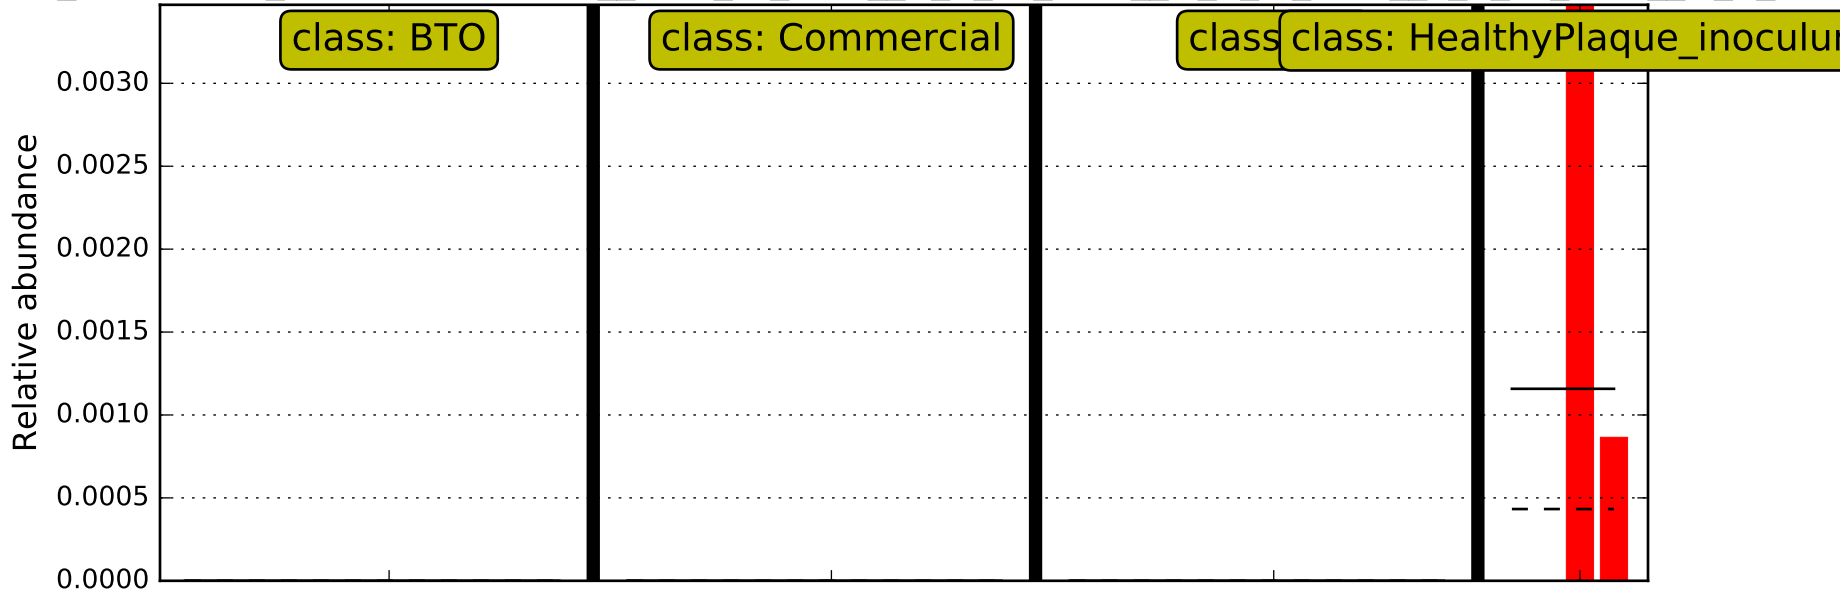 class: BTO
class: Commercial
class
class: HealthyPlaque_inoculu
0.0030
0.0025
0.0020
0.0015
0.0010
0.0005
0.0000
Relative abundance